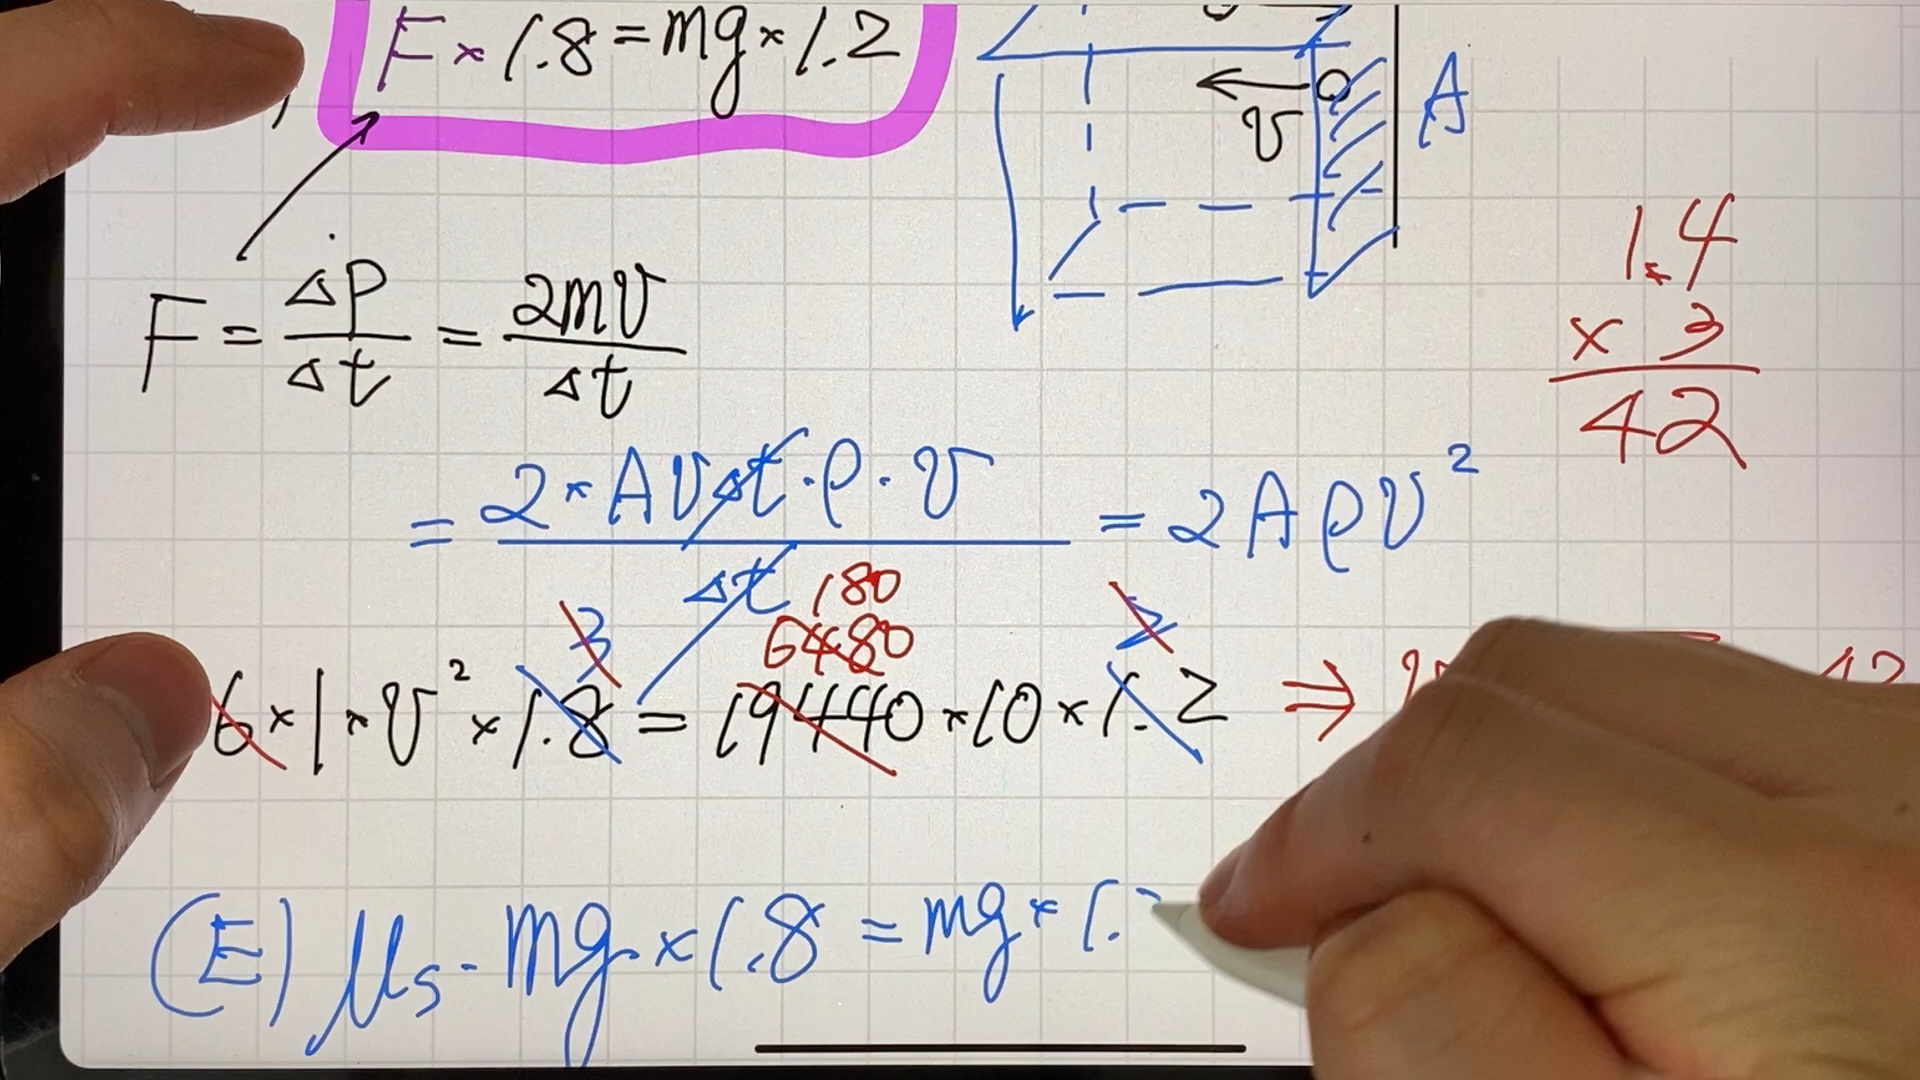 F × 1.8 = mg × 1.2
v
A
F = ΔP/Δt = 2mv/Δt
1.4
× 3
42
= 2 × AvΔt · ρ · v / Δt = 2Aρv²
180
3 6480 2
6 × 1 × v² × 1.8 = 19440 × 10 × 1.2 ⇒
(E) μs · mg × 1.8 = mg × 1.